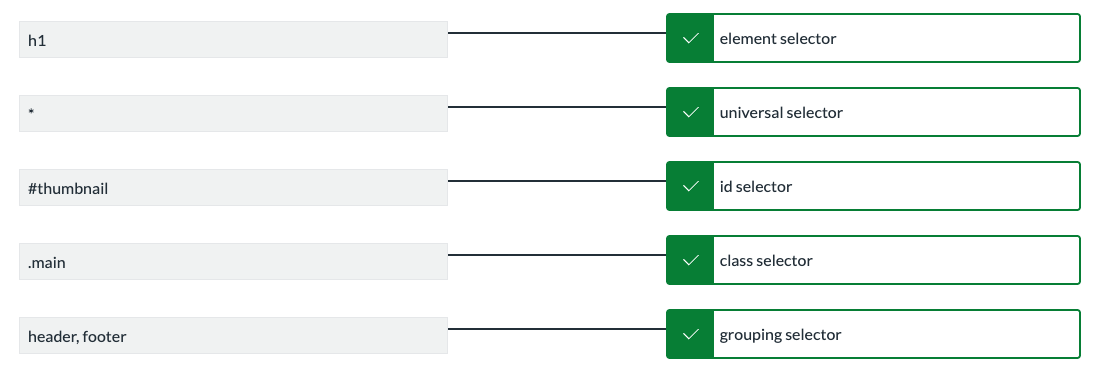 h1
element selector
*
universal selector
#thumbnail
id selector
.main
class selector
header, footer
grouping selector